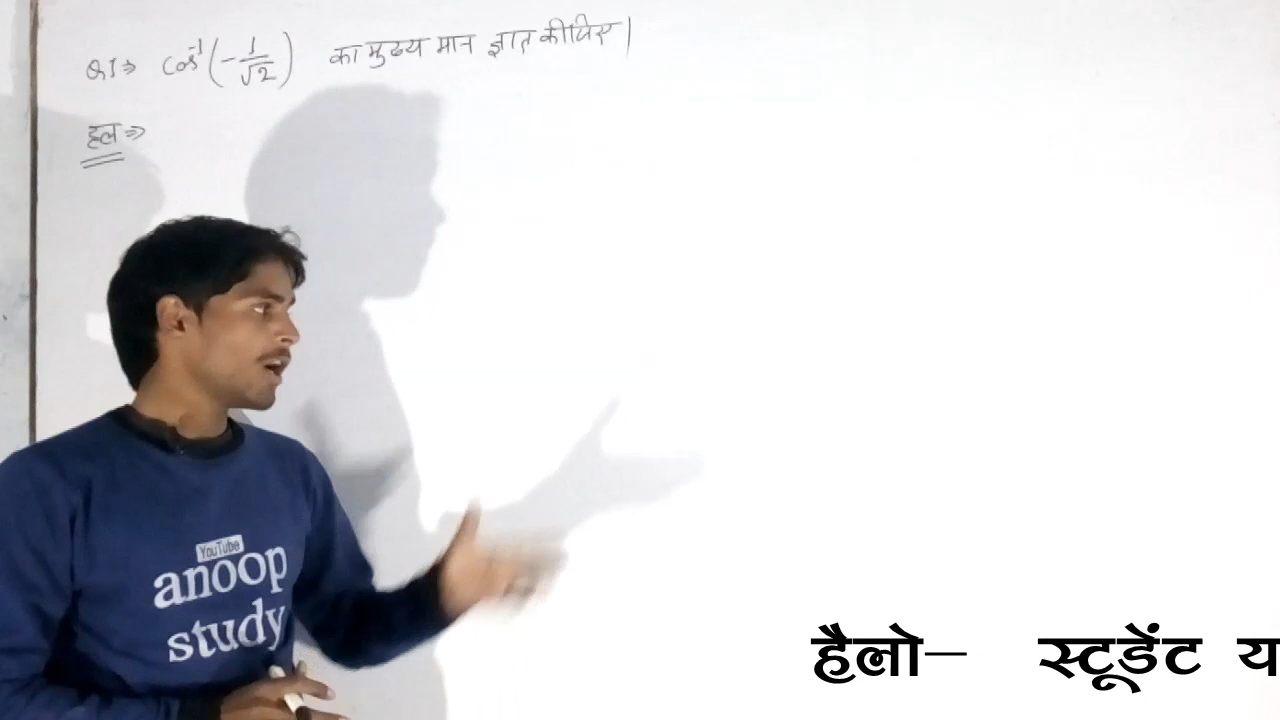 Q1⇒ cos⁻¹(-1/√2) का मुख्य मान ज्ञात कीजिए|
हल⇒
YouTube
anoop
study
हैलो— स्टूडेंट य